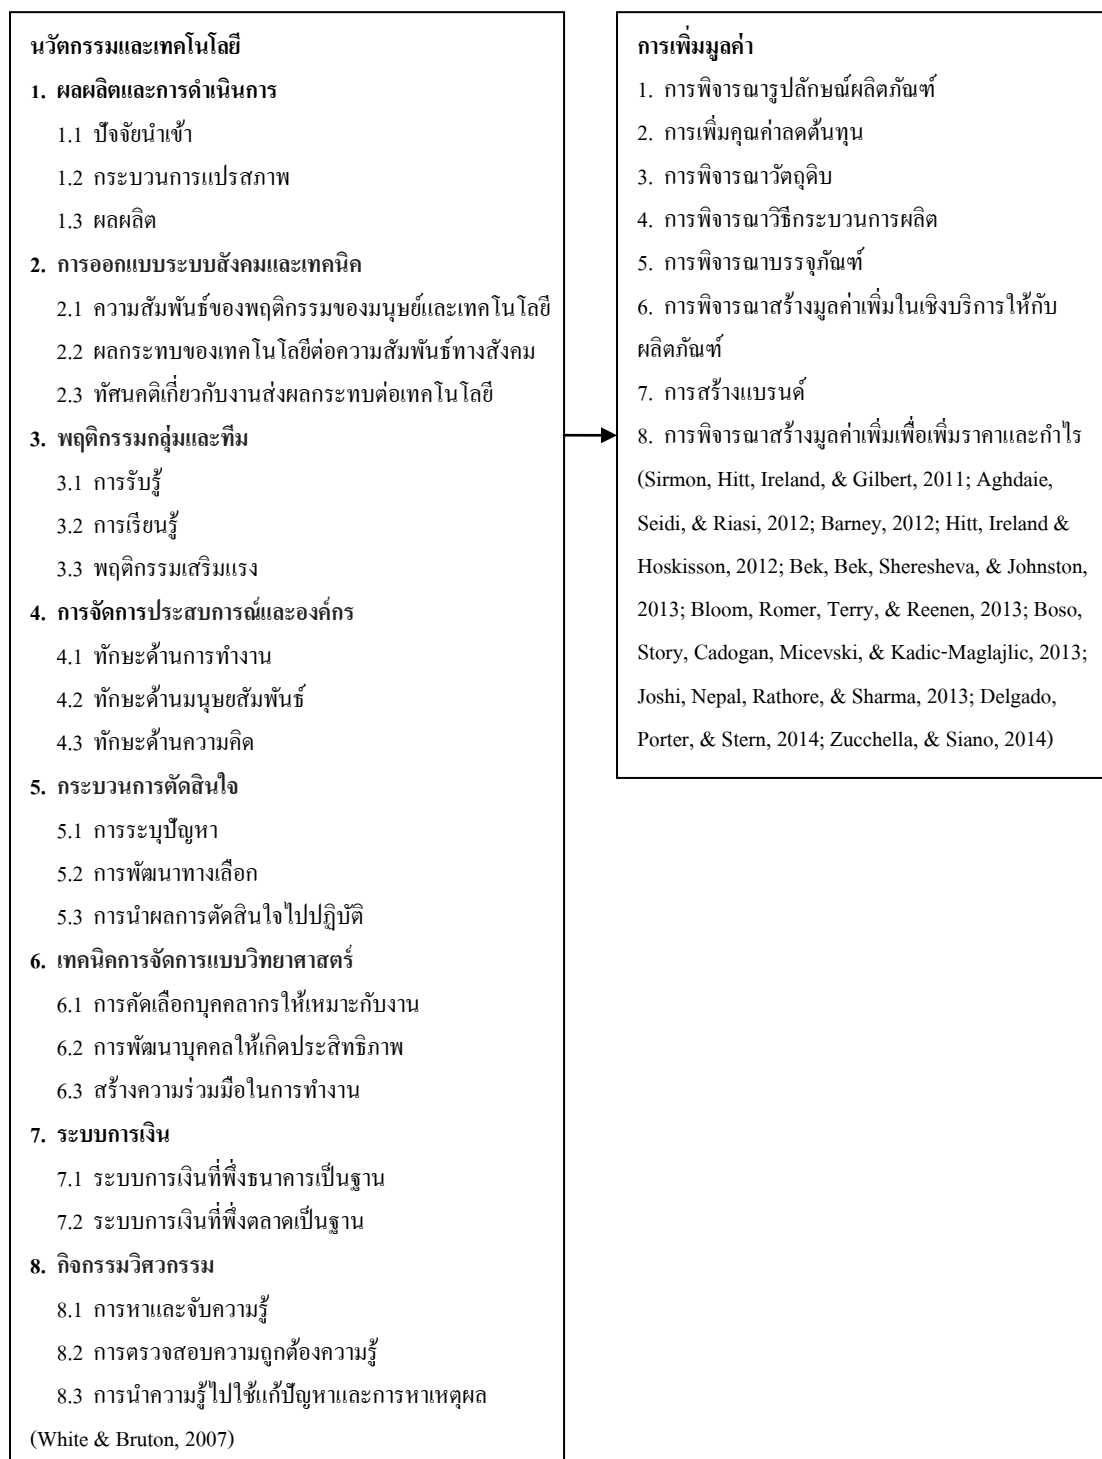 นวัตกรรมและเทคโนโลยี
1. ผลผลิตและการดำเนินการ
1.1 ปัจจัยนำเข้า
1.2 กระบวนการแปรสภาพ
1.3 ผลผลิต
2. การออกแบบระบบสังคมและเทคนิค
2.1 ความสัมพันธ์ของพฤติกรรมของมนุษย์และเทคโนโลยี
2.2 ผลกระทบของเทคโนโลยีต่อความสัมพันธ์ทางสังคม
2.3 ทัศนคติเกี่ยวกับงานส่งผลกระทบต่อเทคโนโลยี
3. พฤติกรรมกลุ่มและทีม
3.1 การรับรู้
3.2 การเรียนรู้
3.3 พฤติกรรมเสริมแรง
4. การจัดการประสบการณ์และองค์กร
4.1 ทักษะด้านการทำงาน
4.2 ทักษะด้านมนุษยสัมพันธ์
4.3 ทักษะด้านความคิด
5. กระบวนการตัดสินใจ
5.1 การระบุปัญหา
5.2 การพัฒนาทางเลือก
5.3 การนำผลการตัดสินใจไปปฏิบัติ
6. เทคนิคการจัดการแบบวิทยาศาสตร์
6.1 การคัดเลือกบุคคลากรให้เหมาะกับงาน
6.2 การพัฒนาบุคคลให้เกิดประสิทธิภาพ
6.3 สร้างความร่วมมือในการทำงาน
7. ระบบการเงิน
7.1 ระบบการเงินที่พึ่งธนาคารเป็นฐาน
7.2 ระบบการเงินที่พึ่งตลาดเป็นฐาน
8. กิจกรรมวิศวกรรม
8.1 การหาและจับความรู้
8.2 การตรวจสอบความถูกต้องความรู้
8.3 การนำความรู้ไปใช้แก้ปัญหาและการหาเหตุผล
(White & Bruton, 2007)
การเพิ่มมูลค่า
1. การพิจารณารูปลักษณ์ผลิตภัณฑ์
2. การเพิ่มคุณค่าลดต้นทุน
3. การพิจารณาวัตถุดิบ
4. การพิจารณาวิธีกระบวนการผลิต
5. การพิจารณาบรรจุภัณฑ์
6. การพิจารณาสร้างมูลค่าเพิ่มในเชิงบริการให้กับ
ผลิตภัณฑ์
7. การสร้างแบรนด์
8. การพิจารณาสร้างมูลค่าเพิ่มเพื่อเพิ่มราคาและกำไร
(Sirmon, Hitt, Ireland, & Gilbert, 2011; Aghdaie,
Seidi, & Riasi, 2012; Barney, 2012; Hitt, Ireland &
Hoskisson, 2012; Bek, Bek, Sheresheva, & Johnston,
2013; Bloom, Romer, Terry, & Reenen, 2013; Boso,
Story, Cadogan, Micevski, & Kadic-Maglajlic, 2013;
Joshi, Nepal, Rathore, & Sharma, 2013; Delgado,
Porter, & Stern, 2014; Zucchella, & Siano, 2014)